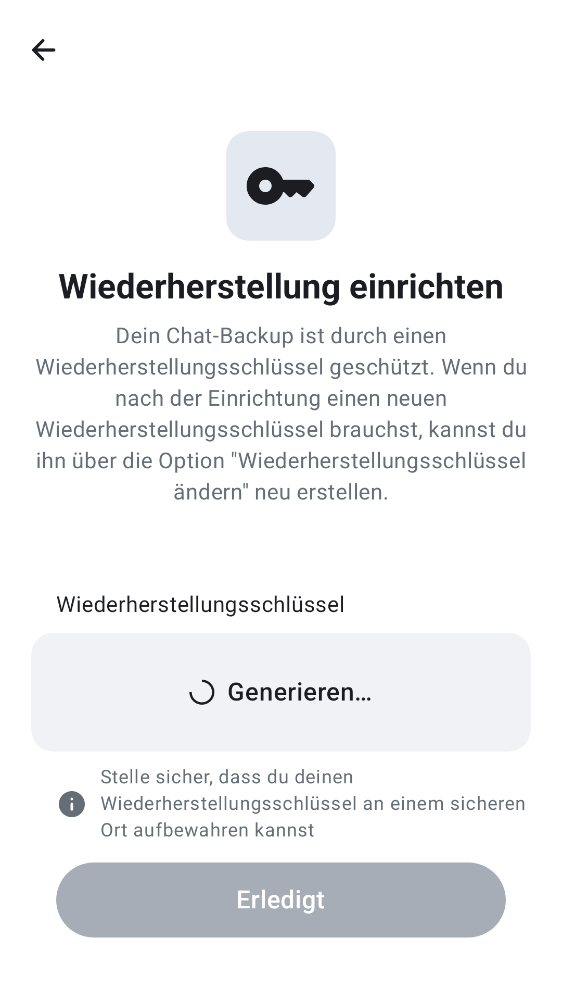 Wiederherstellung einrichten
Dein Chat-Backup ist durch einen
Wiederherstellungsschlüssel geschützt. Wenn du
nach der Einrichtung einen neuen
Wiederherstellungsschlüssel brauchst, kannst du
ihn über die Option "Wiederherstellungsschlüssel
ändern" neu erstellen.
Wiederherstellungsschlüssel
Generieren...
Stelle sicher, dass du deinen
Wiederherstellungsschlüssel an einem sicheren
Ort aufbewahren kannst
Erledigt